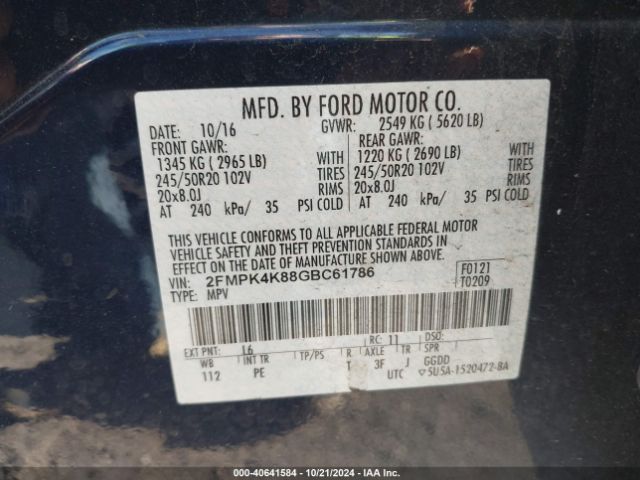 MFD. BY FORD MOTOR CO.
DATE: 10/16 GVWR: 2549 KG ( 5620 LB)
FRONT GAWR: REAR GAWR:
1345 KG ( 2965 LB) WITH 1220 KG ( 2690 LB) WITH
245/50R20 102V TIRES 245/50R20 102V TIRES
20x8.0J RIMS 20x8.0J RIMS
AT 240 kPa/ 35 PSI COLD AT 240 kPa/ 35 PSI COLD
THIS VEHICLE CONFORMS TO ALL APPLICABLE FEDERAL MOTOR
VEHICLE SAFETY AND THEFT PREVENTION STANDARDS IN
EFFECT ON THE DATE OF MANUFACTURE SHOWN ABOVE.
VIN: 2FMPK4K88GBC61786 F0121
TYPE: MPV T0209
EXT PNT: L6 RC: 11 DSO:
WB INT TR TP/PS R AXLE TR SPR
112 PE T 3F J GGDD
UTC ▽5U5A-1520472-BA
000-40641584 | 10/21/2024 | IAA Inc.